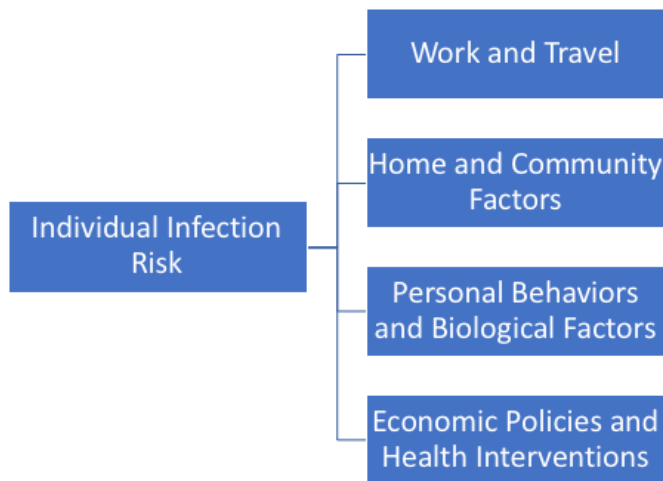 Work and Travel
Home and Community
Factors
Individual Infection
Risk
Personal Behaviors
and Biological Factors
Economic Policies and
Health Interventions